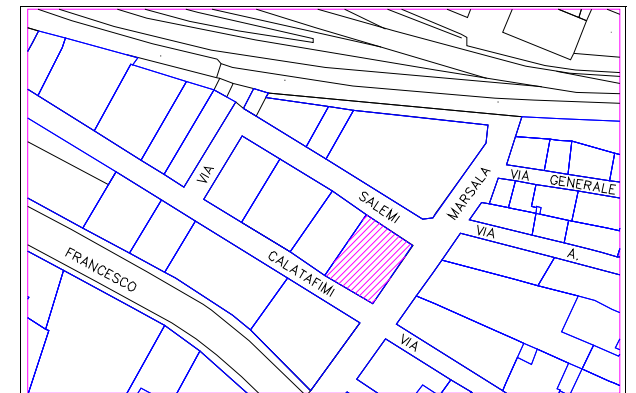 VIA
GENERALE
VIA
SALEMI
MARSALA
VIA
A.
FRANCESCO
CALATAFIMI
VIA